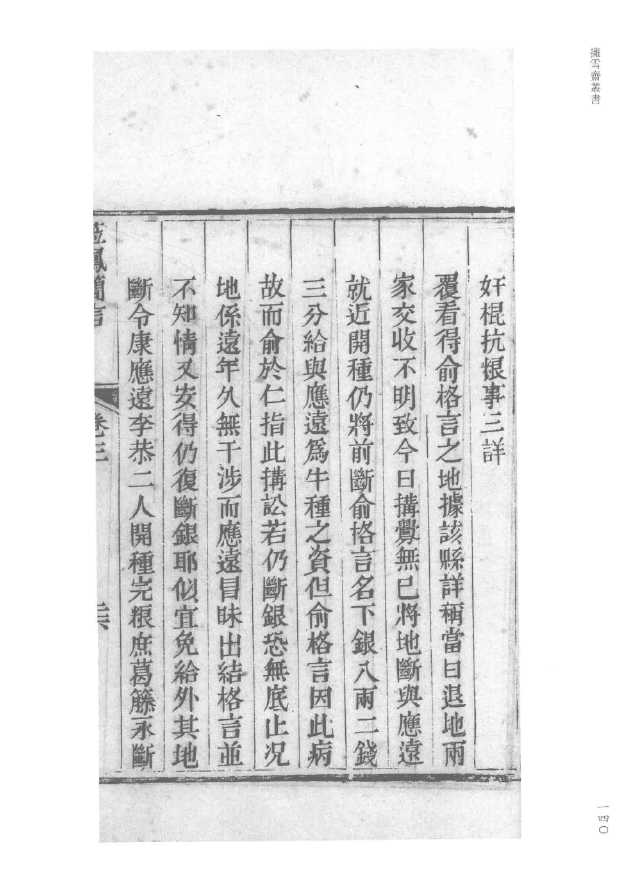 擁雪齋叢書
奸棍抗粮事三詳
覆看得俞格言之地據該縣詳稱當日退地兩
家交收不明致今日搆釁無已將地斷與應遠
就近開種仍將前斷俞格言名下銀八兩二錢
三分給與應遠爲牛種之資但俞格言因此病
故而俞於仁指此搆訟若仍斷銀恐無底止况
地係遠年久無干涉而應遠冒昧出結格言並
不知情又安得仍復斷銀耶似宜免給外其地
斷令康應遠李恭二人開種完粮庶葛籐永斷
鳳簡言
卷三
一四〇